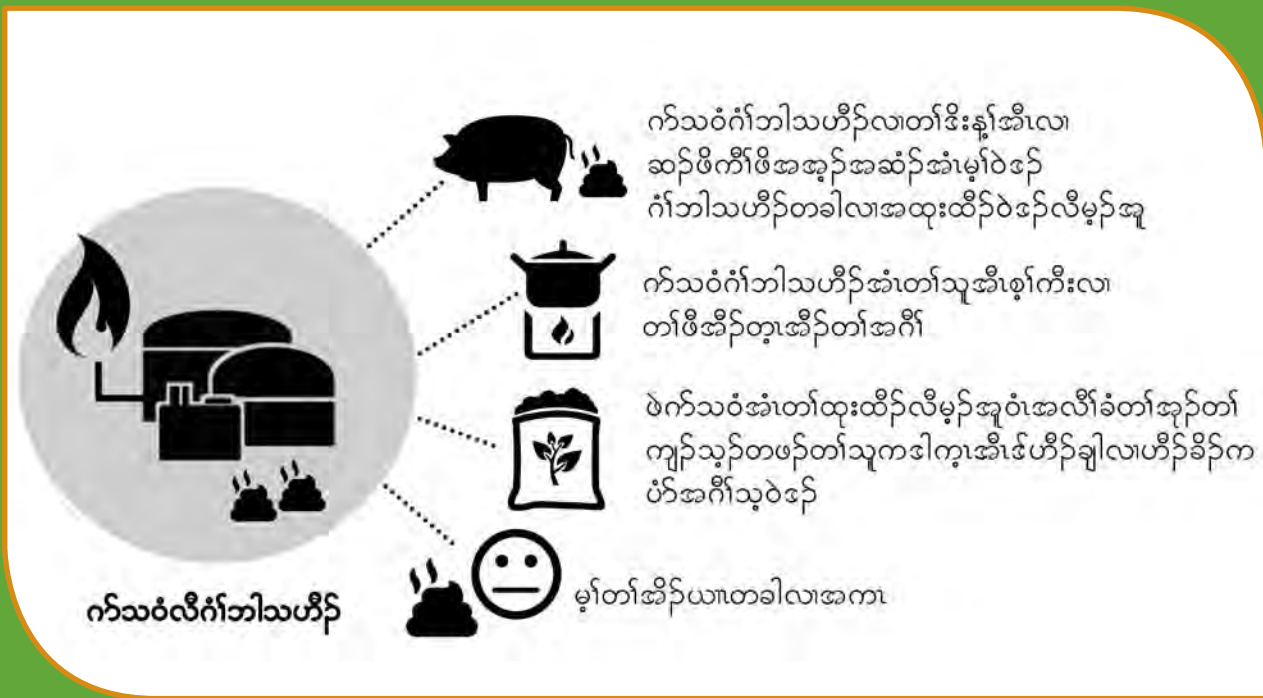 က်သဝံဂံၢ်ဘါသဟီၣ်လၢတၢ်ဒိးန့ၢ်အီၤလၢ
ဆၣ်ဖိကီၢ်ဖိအအ့ၣ်အဆံၣ်အံၤမ့ၢ်ဝဲဒၣ်
ဂံၢ်ဘါသဟီၣ်တခါလၢအထုးထီၣ်ဝဲဒၣ်လီမ့ၣ်အူ
က်သဝံဂံၢ်ဘါသဟီၣ်အံၤတၢ်သူအီၤစ့ၢ်ကီးလၢ
တၢ်ဖီအီၣ်တ့ၤအီၣ်တၢ်အဂီၢ်
ဖဲက်သဝံအံၤတၢ်ထုးထီၣ်လီမ့ၣ်အူဝံၤအလီၢ်ခံတၢ်အုၣ်တၢ်
ကျၣ်သ့ၣ်တဖၣ်တၢ်သူကဒါက့ၤအီၤဒ်ဟီၣ်ချါလၢဟီၣ်ခိၣ်က
ပံာ်အဂီၢ်သ့ဝဲဒၣ်
မ့ၢ်တၢ်အိၣ်ယၢၤတခါလၢအကၤ
က်သဝံလီဂံၢ်ဘါသဟီၣ်